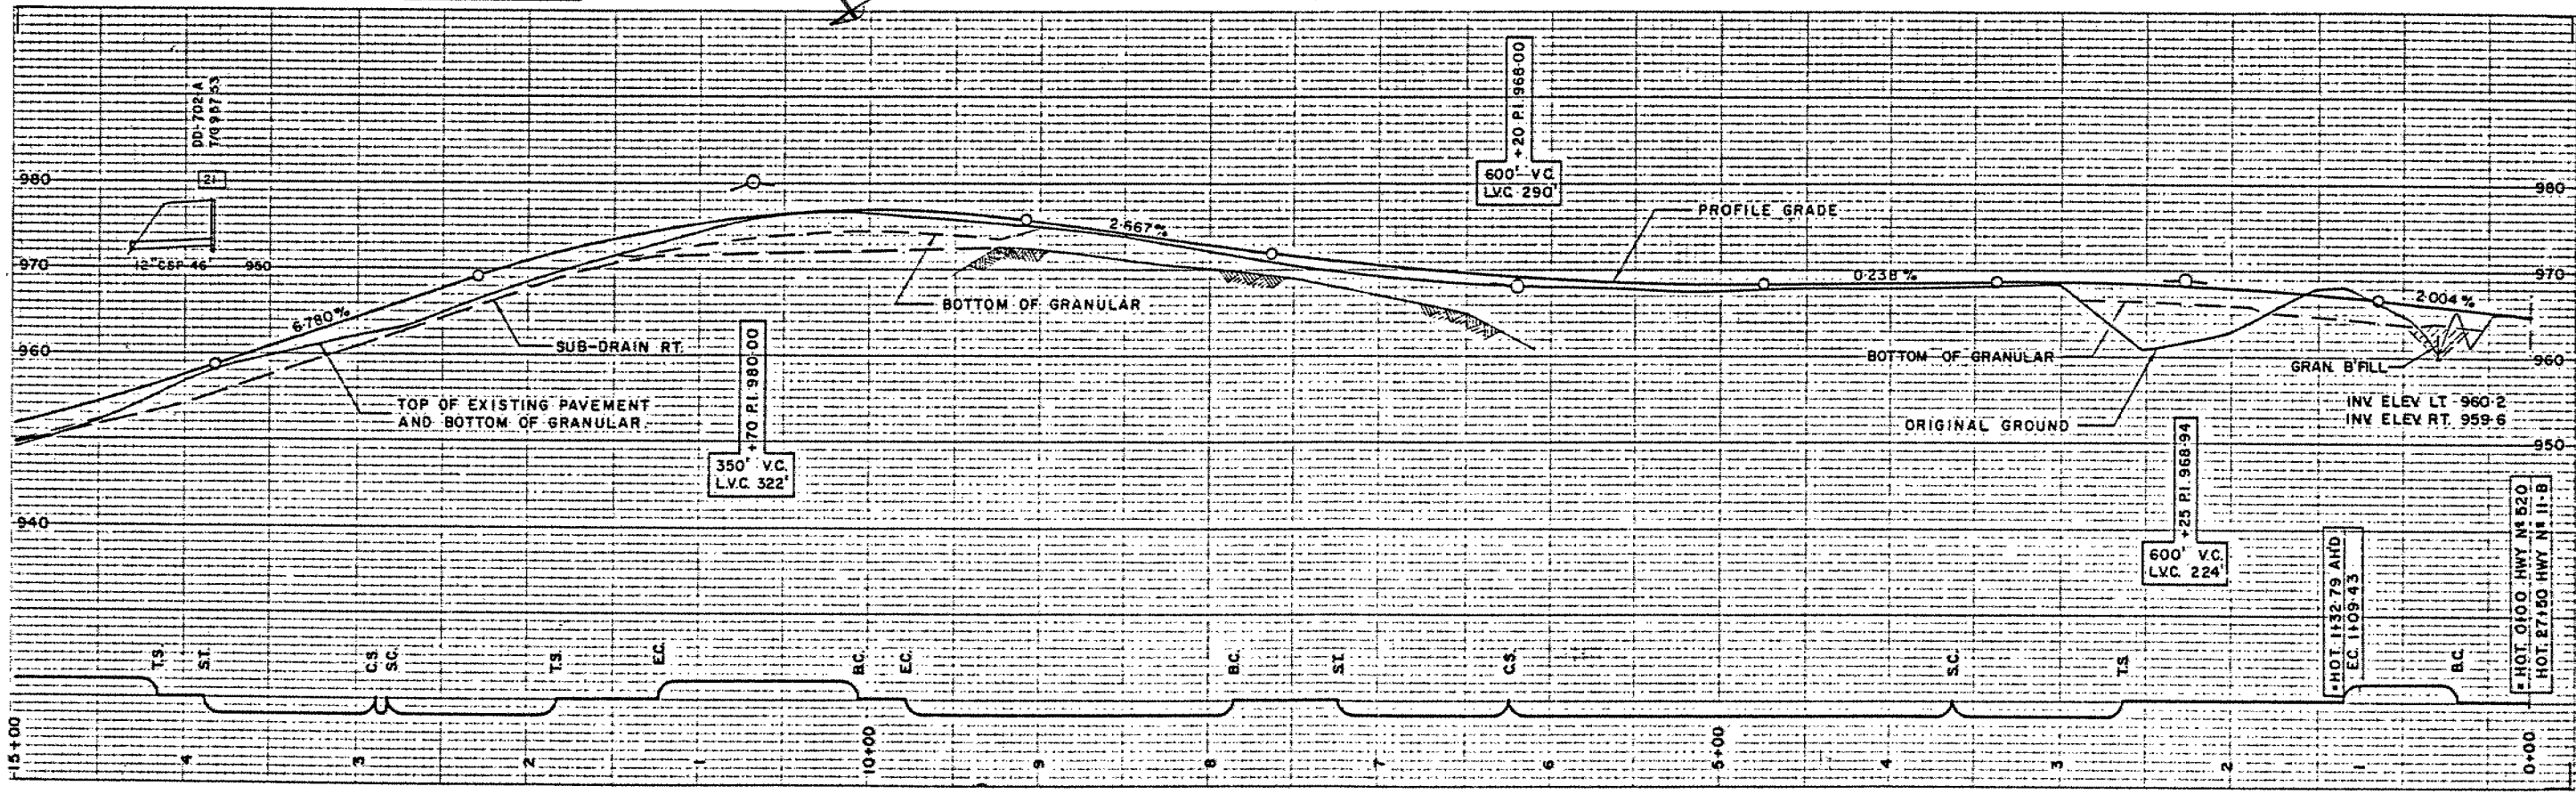 DD-702-A
T/G 957.53
21
980
970
960
940
12" CSP 46' 950
6.780%
SUB-DRAIN RT.
TOP OF EXISTING PAVEMENT
AND BOTTOM OF GRANULAR.
+70 P.I. 980.00
350' V.C.
L.V.C. 322'
BOTTOM OF GRANULAR
2.667%
+20 P.I. 968.00
600' V.C.
L.V.C. 290'
PROFILE GRADE
0.238%
BOTTOM OF GRANULAR
ORIGINAL GROUND
2.004%
GRAN. B'FILL
INV. ELEV. LT. 960.2
INV. ELEV. RT. 959.6
980
970
960
950
+25 P.I. 968.94
600' V.C.
L.V.C. 224'
=HOT. 1+32.79 AHD
E.C. 1+09.43
=HOT. 0+00 HWY Nº 5120
HOT. 27+50 HWY Nº 11-B
T.S. S.T. C.S. S.C. T.S. E.C. B.C. E.C. B.C. S.T. C.S. S.C. T.S. B.C.
15+00 4 3 2 1 10+00 9 8 7 6 5+00 4 3 2 1 0+00